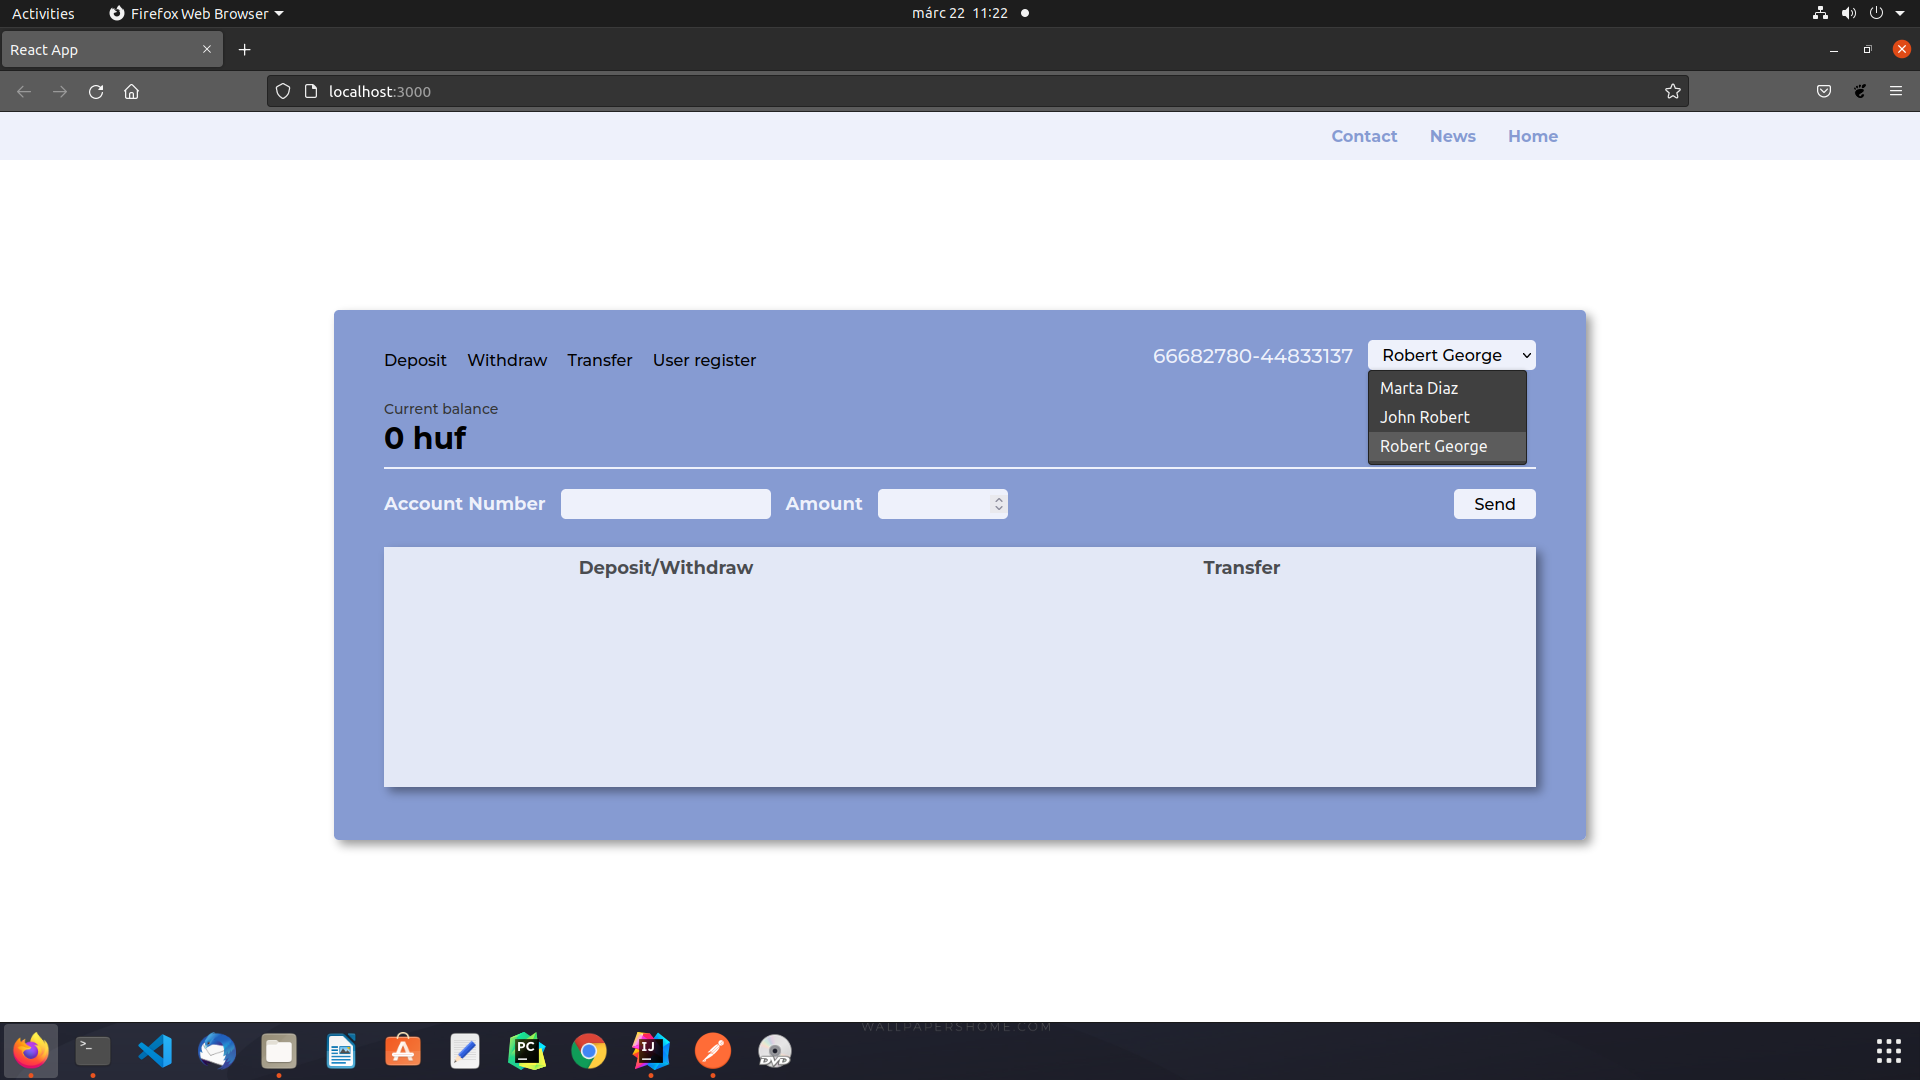 Activities Firefox Web Browser márc 22 11:22
React App
localhost:3000
Contact News Home
Deposit Withdraw Transfer User register 66682780-44833137 Robert George
Marta Diaz
John Robert
Robert George
Current balance
0 huf
Account Number Amount Send
Deposit/Withdraw Transfer
WALLPAPERSHOME.COM
>_
PC
IJ
DVD